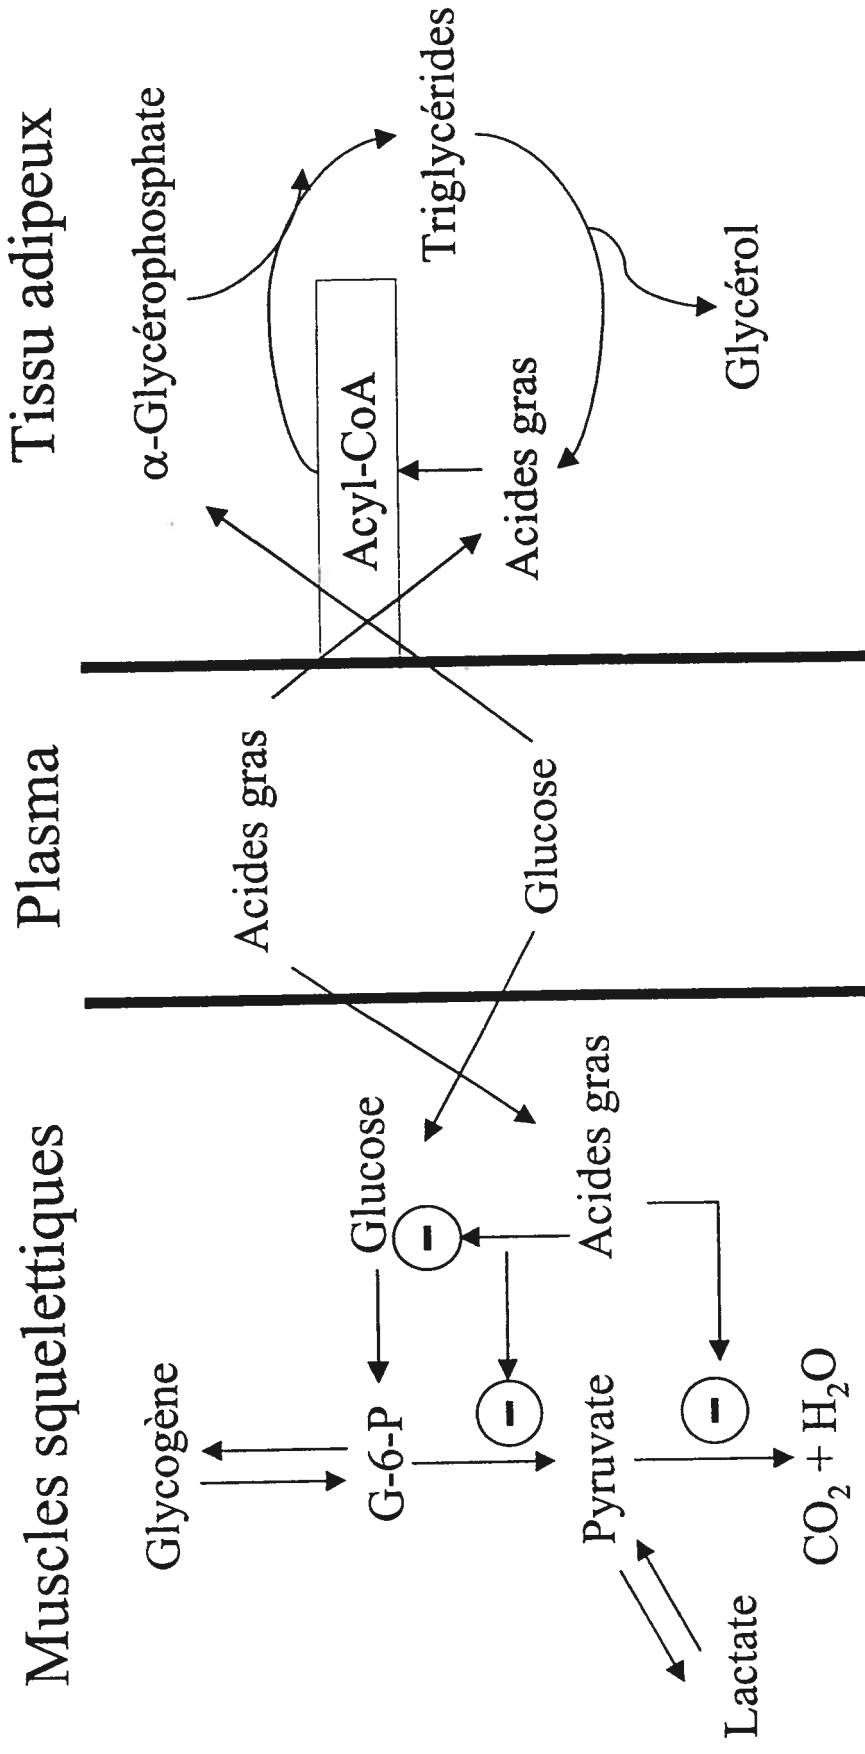 Muscles squelettiques
Plasma
Tissu adipeux
Glycogène
G-6-P
Glucose
Pyruvate
Acides gras
Lactate
CO₂ + H₂O
Acides gras
Glucose
α-Glycérophosphate
Acyl-CoA
Acides gras
Triglycérides
Glycérol